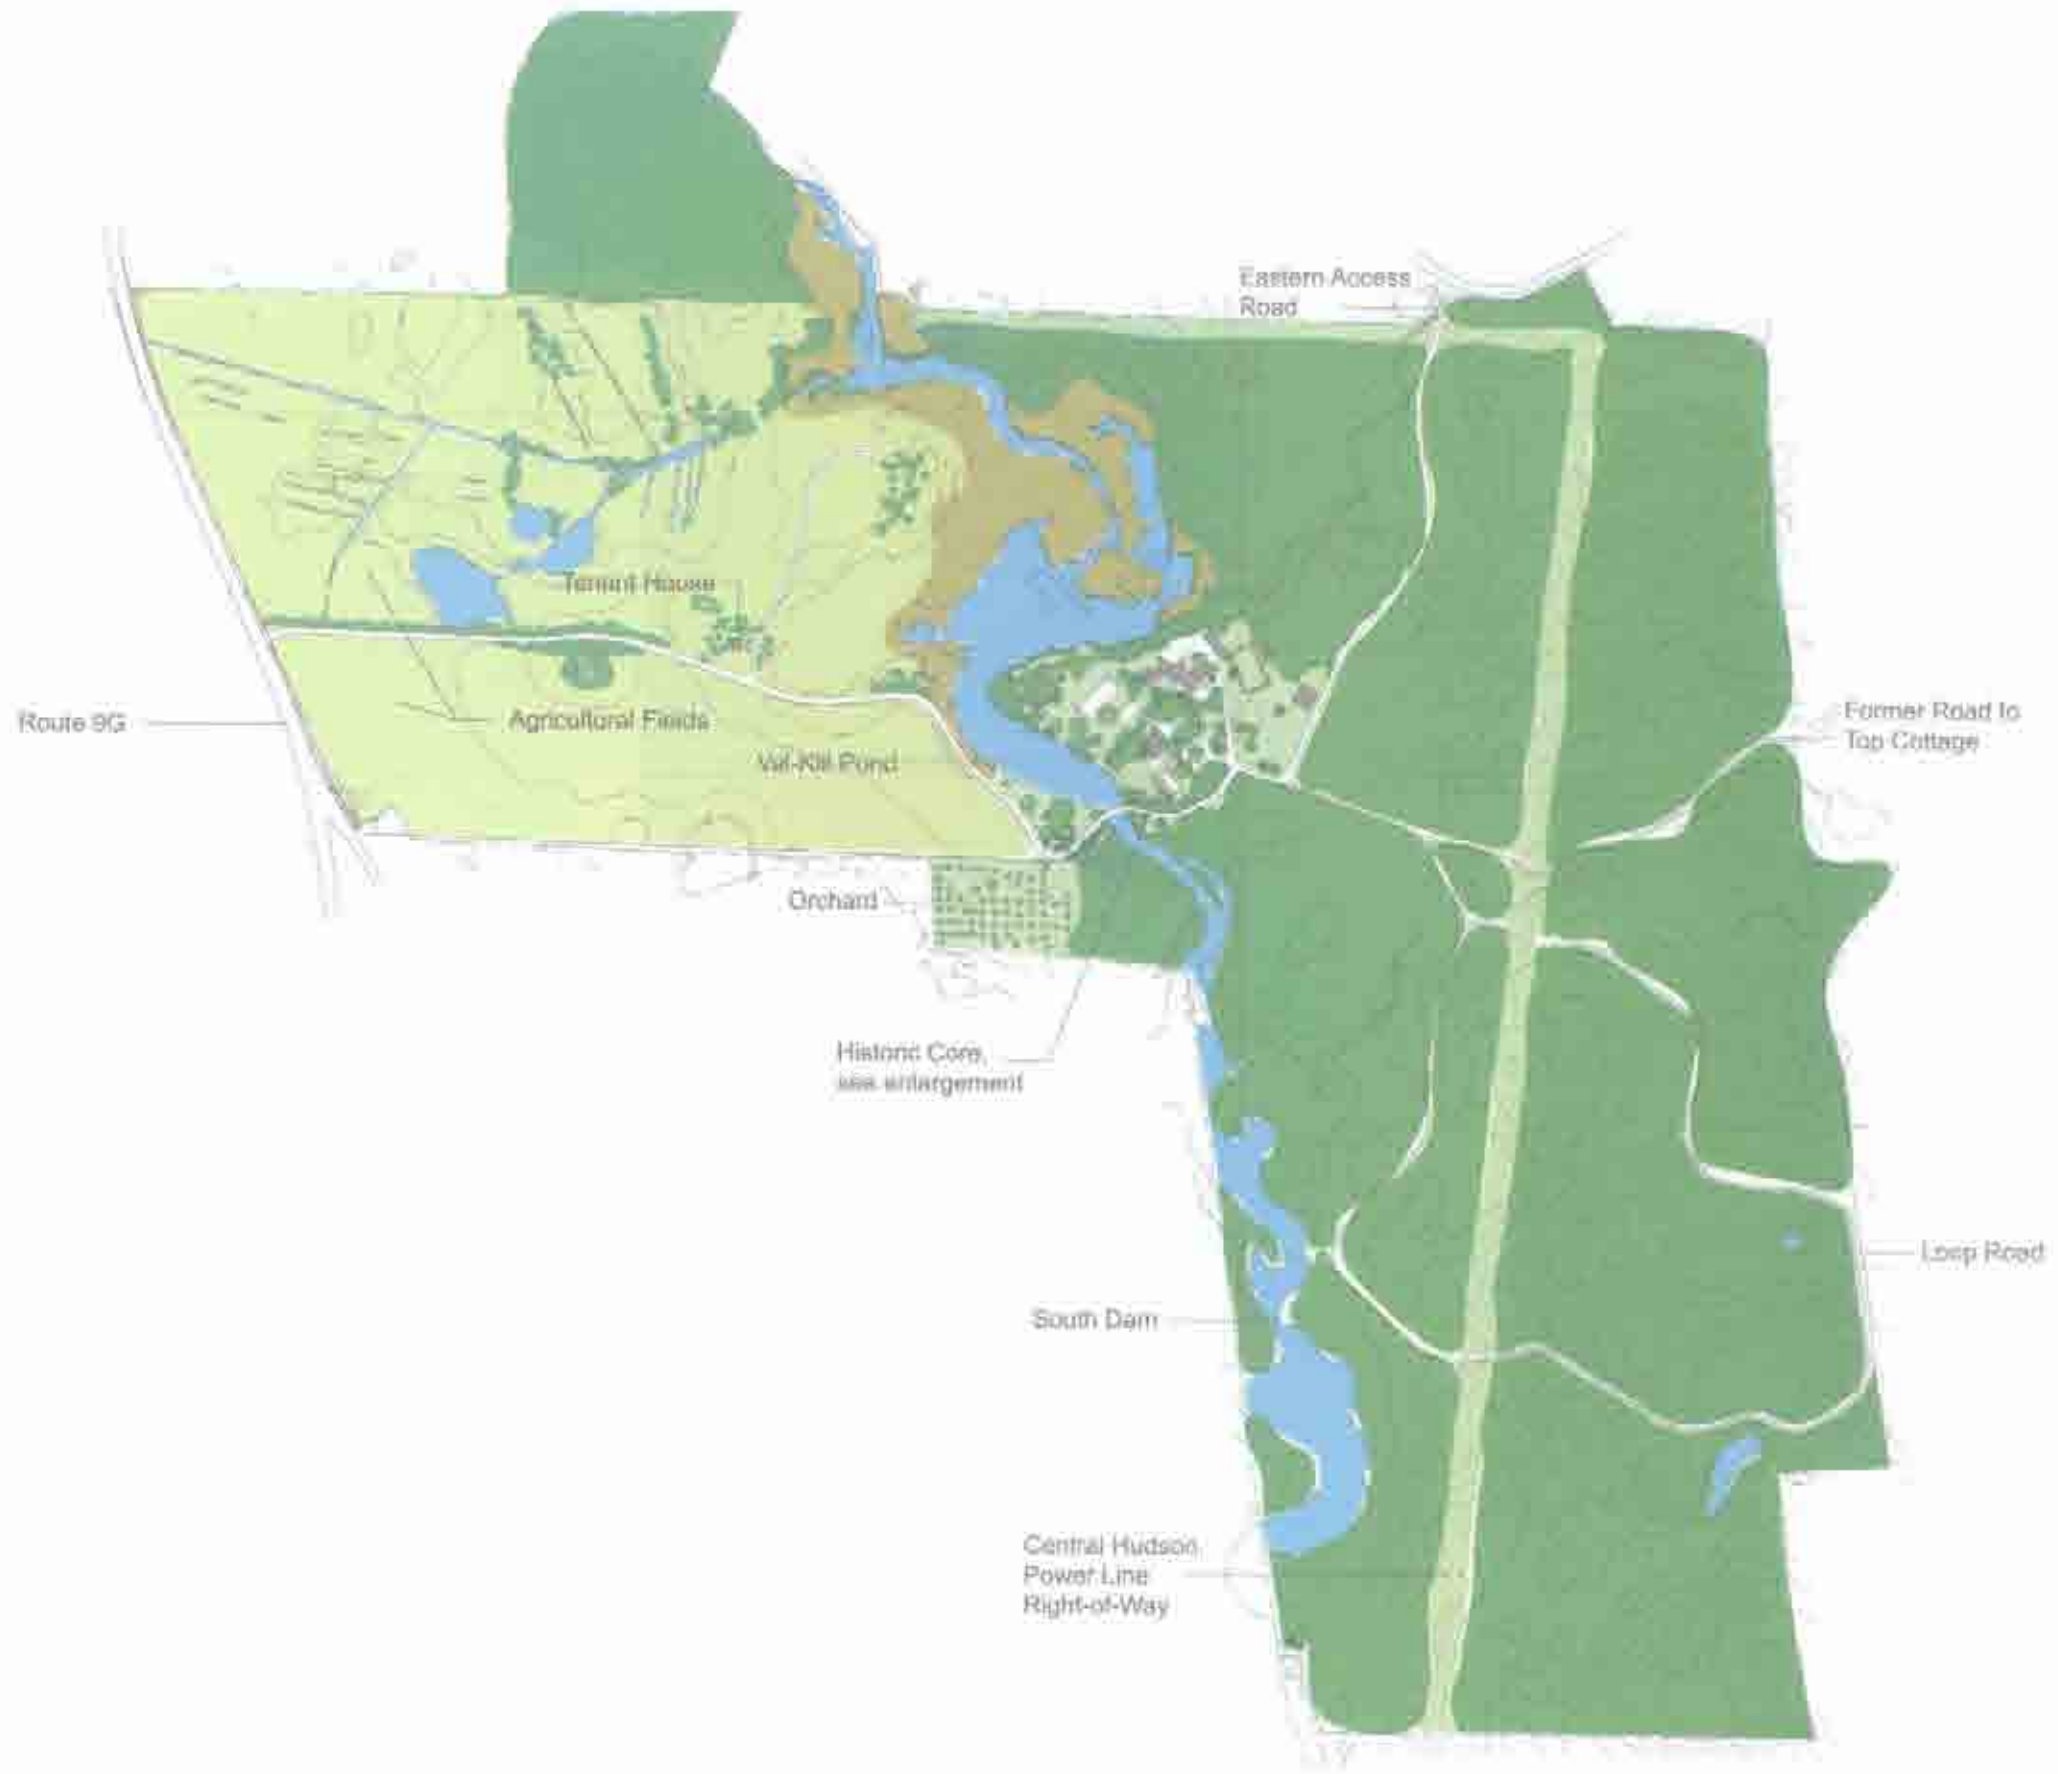 Eastern Access
Road
Tenant House
Route 9G
Agricultural Fields
Former Road to
Top Cottage
Val-Kill Pond
Orchard
Historic Core,
see enlargement
Loop Road
South Dam
Central Hudson
Power Line
Right-of-Way